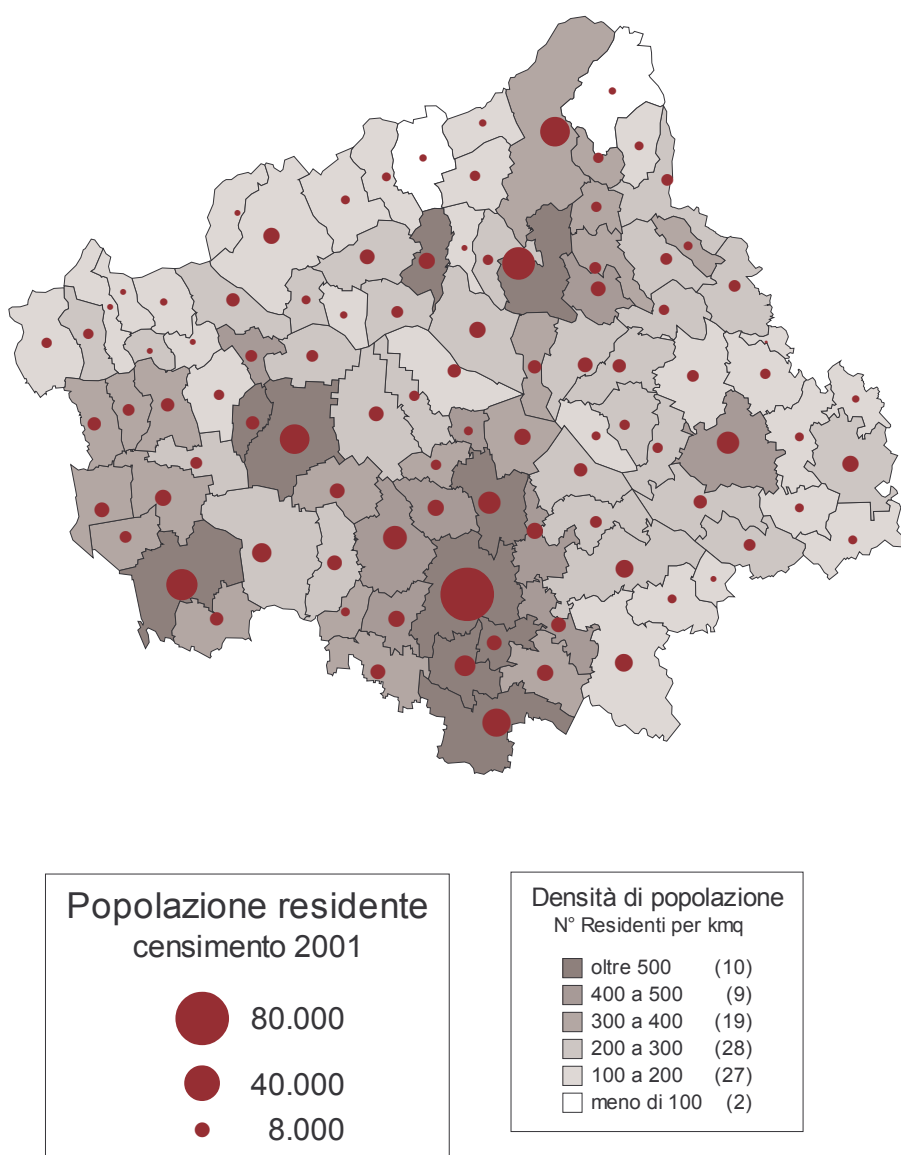 Popolazione residente
censimento 2001
80.000
40.000
8.000
Densità di popolazione
N° Residenti per kmq
oltre 500 (10)
400 a 500 (9)
300 a 400 (19)
200 a 300 (28)
100 a 200 (27)
meno di 100 (2)